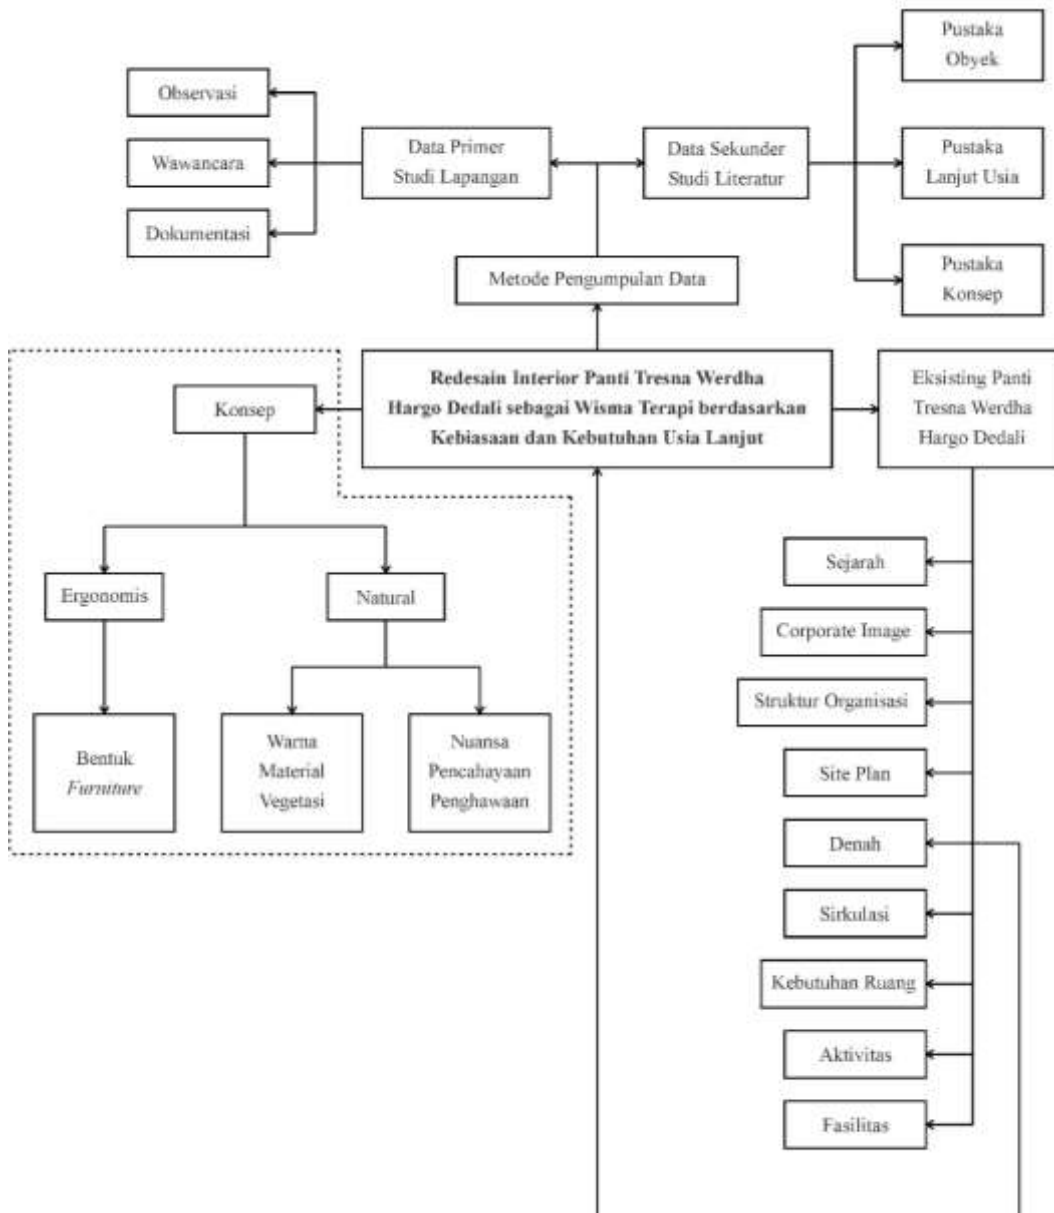 Pustaka
Obyek
Observasi
Wawancara
Dokumentasi
Data Primer
Studi Lapangan
Data Sekunder
Studi Literatur
Pustaka
Lanjut Usia
Pustaka
Konsep
Metode Pengumpulan Data
Redesain Interior Panti Tresna Werdha
Hargo Dedali sebagai Wisma Terapi berdasarkan
Kebiasaan dan Kebutuhan Usia Lanjut
Eksisting Panti
Tresna Werdha
Hargo Dedali
Konsep
Ergonomis
Natural
Bentuk
Furniture
Warna
Material
Vegetasi
Nuansa
Pencahayaan
Penghawaan
Sejarah
Corporate Image
Struktur Organisasi
Site Plan
Denah
Sirkulasi
Kebutuhan Ruang
Aktivitas
Fasilitas